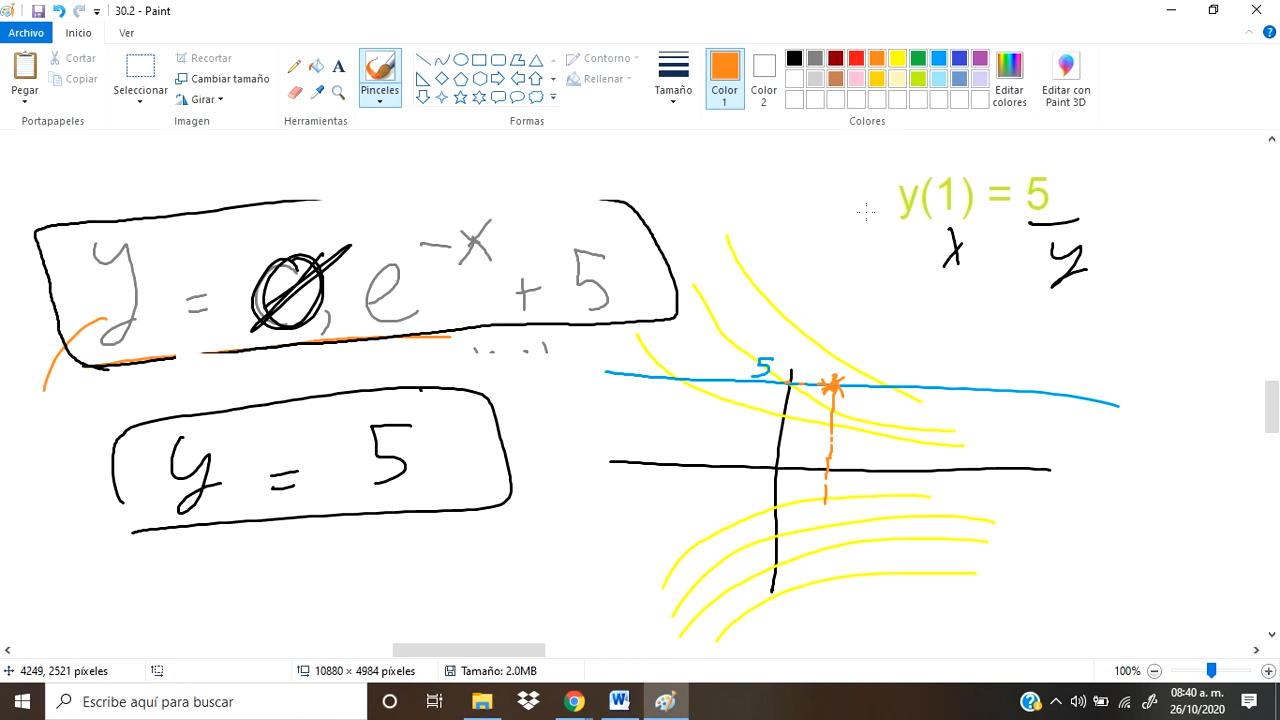 30.2 - Paint
Archivo Inicio Ver
Pegar
Cortar
Copiar
Portapapeles
Seleccionar
Recortar
Cambiar tamaño
Girar
Imagen
A
Herramientas
Pinceles
Contorno
Rellenar
Formas
Tamaño
Color 1
Color 2
Editar colores
Editar con Paint 3D
Colores
y(1) = 5
x y
y = C, e^-x + 5
5
y = 5
4249, 2521 píxeles 10880 × 4984 píxeles Tamaño: 2.0MB 100%
Escribe aquí para buscar
08:40 a. m.
26/10/2020